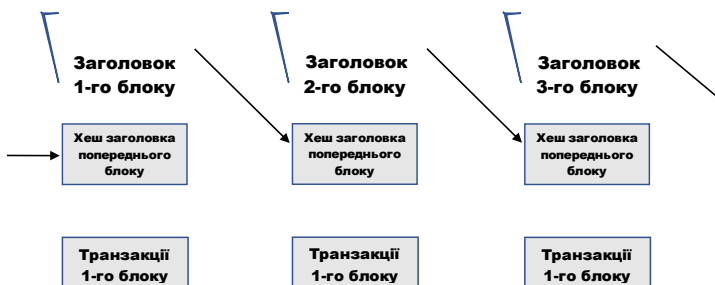 Заголовок
1-го блоку
Заголовок
2-го блоку
Заголовок
3-го блоку
Хеш заголовка
попереднього
блоку
Хеш заголовка
попереднього
блоку
Хеш заголовка
попереднього
блоку
Транзакції
1-го блоку
Транзакції
1-го блоку
Транзакції
1-го блоку